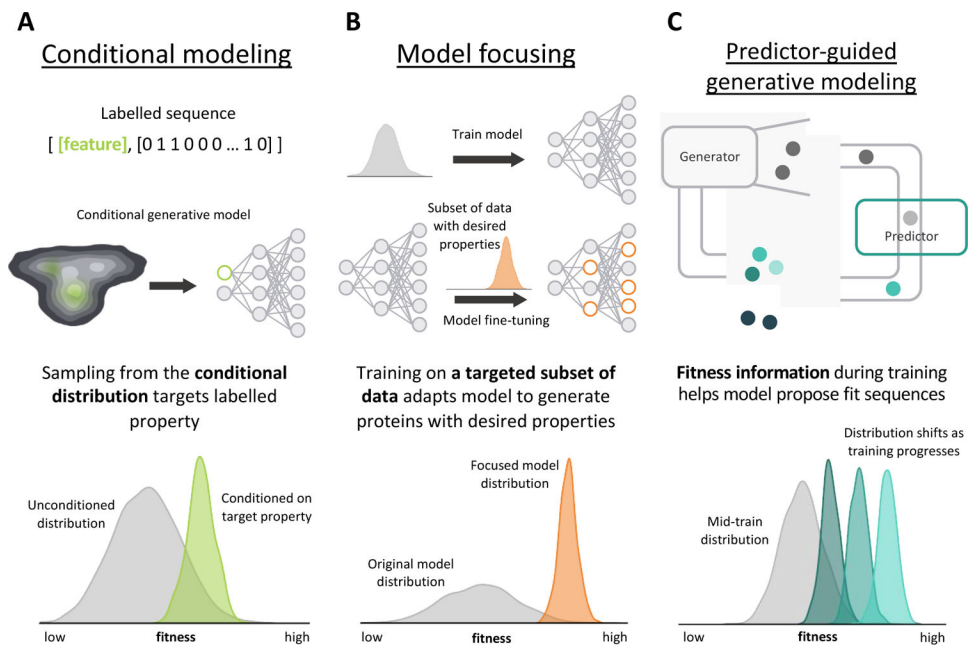 A
Conditional modeling
Labelled sequence
[ [feature], [0 1 1 0 0 0 ... 1 0] ]
Conditional generative model
Sampling from the conditional
distribution targets labelled
property
Unconditioned
distribution
Conditioned on
target property
low
fitness
high
B
Model focusing
Train model
Subset of data
with desired
properties
Model fine-tuning
Training on a targeted subset of
data adapts model to generate
proteins with desired properties
Focused model
distribution
Original model
distribution
low
fitness
high
C
Predictor-guided
generative modeling
Generator
Predictor
Fitness information during training
helps model propose fit sequences
Distribution shifts as
training progresses
Mid-train
distribution
low
fitness
high